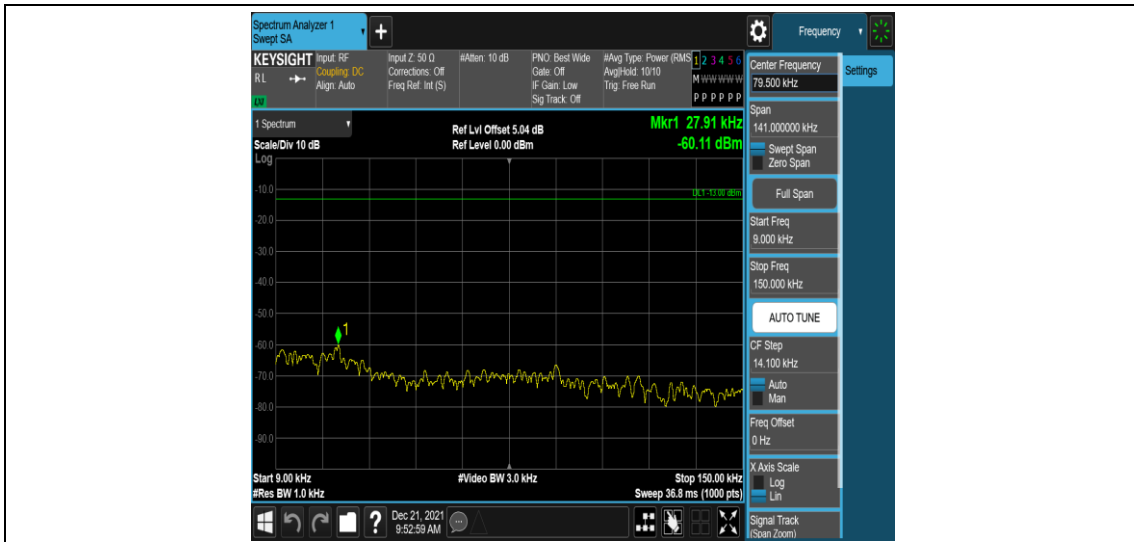 Spectrum Analyzer 1
Swept SA
+
Frequency
KEYSIGHT
RL
LM
Input: RF
Coupling: DC
Align: Auto
Input Z: 50 Ω
Corrections: Off
Freq Ref: Int (S)
#Atten: 10 dB
PNO: Best Wide
Gate: Off
IF Gain: Low
Sig Track: Off
#Avg Type: Power (RMS
Avg|Hold: 10/10
Trig: Free Run
1 2 3 4 5 6
M W W W W W
P P P P P P
1 Spectrum
Scale/Div 10 dB
Ref Lvl Offset 5.04 dB
Ref Level 0.00 dBm
Mkr1 27.91 kHz
-60.11 dBm
Log
-10.0
DL1 -13.00 dBm
-20.0
-30.0
-40.0
-50.0
1
-60.0
-70.0
-80.0
-90.0
Start 9.00 kHz
#Video BW 3.0 kHz
Stop 150.00 kHz
#Res BW 1.0 kHz
Sweep 36.8 ms (1000 pts)
Center Frequency
79.500 kHz
Settings
Span
141.000000 kHz
Swept Span
Zero Span
Full Span
Start Freq
9.000 kHz
Stop Freq
150.000 kHz
AUTO TUNE
CF Step
14.100 kHz
Auto
Man
Freq Offset
0 Hz
X Axis Scale
Log
Lin
Signal Track
(Span Zoom)
?
Dec 21, 2021
9:52:59 AM